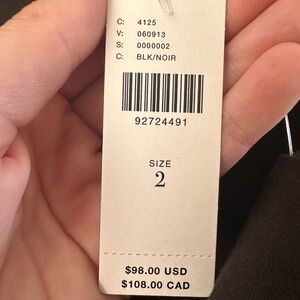 C: 4125
V: 060913
S: 0000002
C: BLK/NOIR
92724491
SIZE
2
$98.00 USD
$108.00 CAD